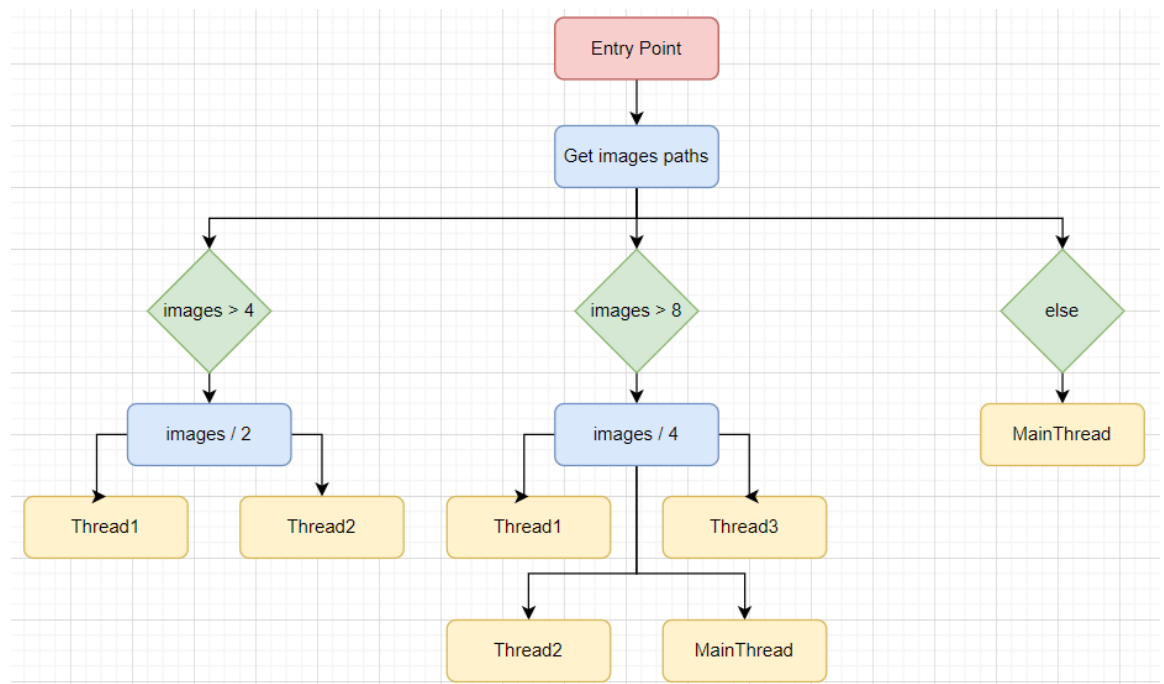 Entry Point
Get images paths
images > 4
images > 8
else
images / 2
images / 4
MainThread
Thread1
Thread2
Thread1
Thread3
Thread2
MainThread